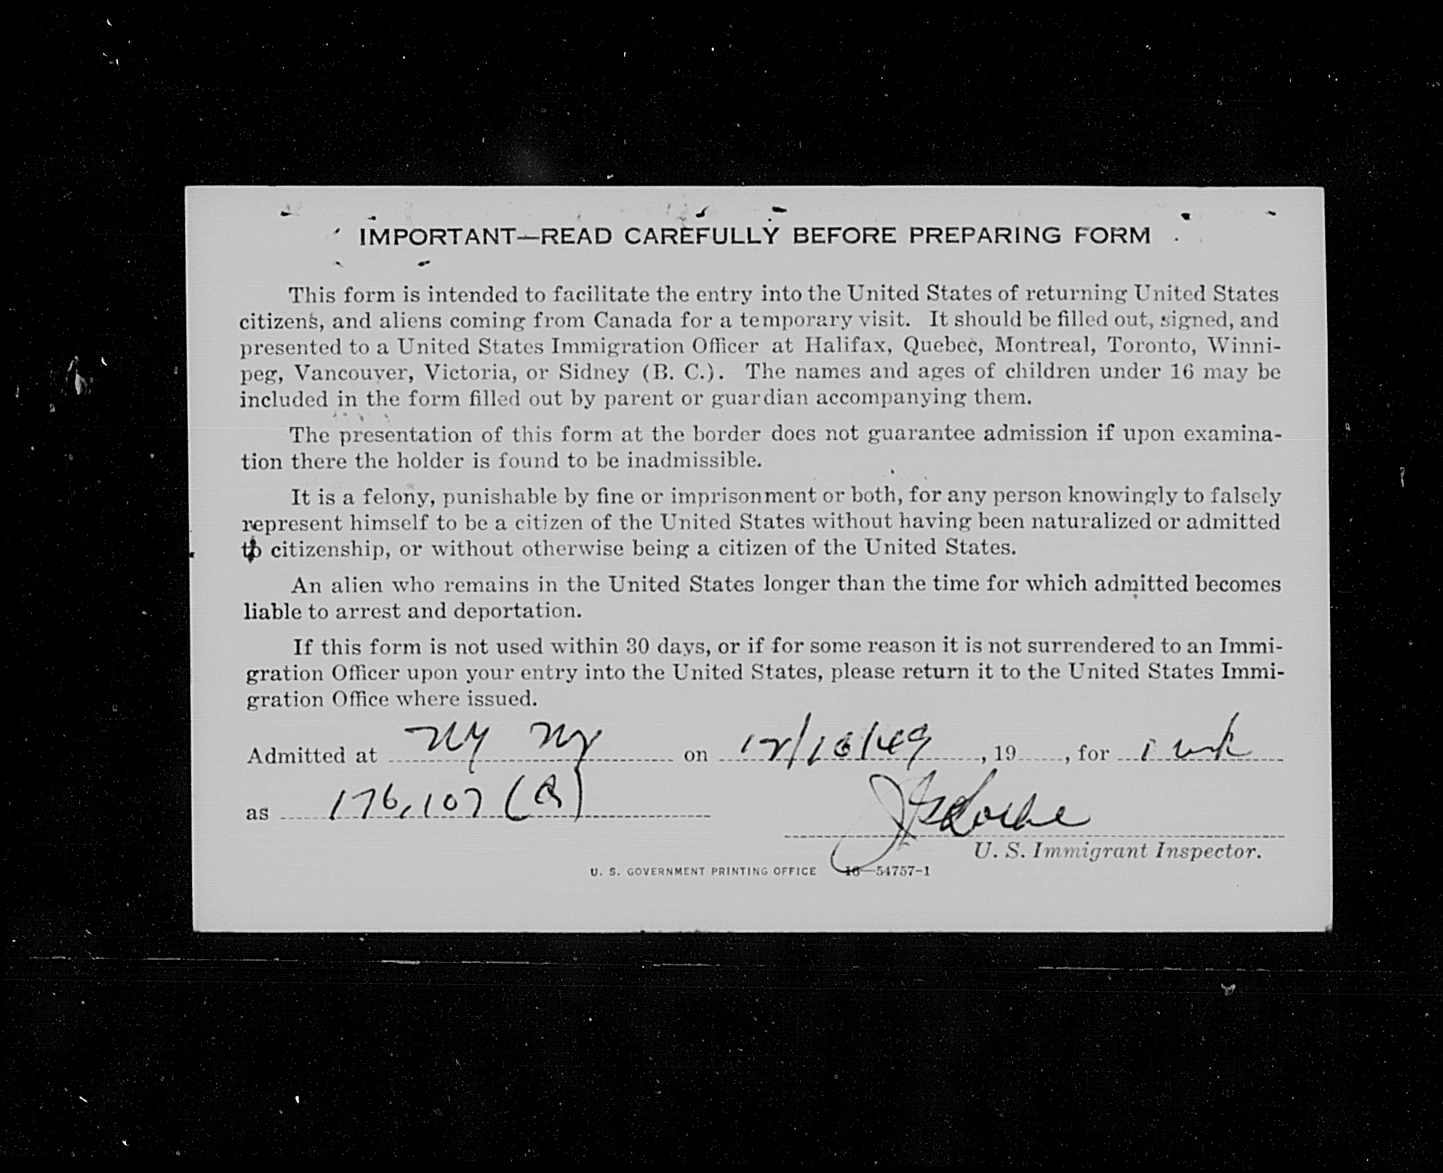 IMPORTANT—READ CAREFULLY BEFORE PREPARING FORM
This form is intended to facilitate the entry into the United States of returning United States
citizens, and aliens coming from Canada for a temporary visit. It should be filled out, signed, and
presented to a United States Immigration Officer at Halifax, Quebec, Montreal, Toronto, Winni-
peg, Vancouver, Victoria, or Sidney (B. C.). The names and ages of children under 16 may be
included in the form filled out by parent or guardian accompanying them.
The presentation of this form at the border does not guarantee admission if upon examina-
tion there the holder is found to be inadmissible.
It is a felony, punishable by fine or imprisonment or both, for any person knowingly to falsely
represent himself to be a citizen of the United States without having been naturalized or admitted
to citizenship, or without otherwise being a citizen of the United States.
An alien who remains in the United States longer than the time for which admitted becomes
liable to arrest and deportation.
If this form is not used within 30 days, or if for some reason it is not surrendered to an Immi-
gration Officer upon your entry into the United States, please return it to the United States Immi-
gration Office where issued.
Admitted at NY NY on 12/16/49, 19, for 1 wk
as 176,107
U. S. Immigrant Inspector.
U. S. GOVERNMENT PRINTING OFFICE 16—54757-1